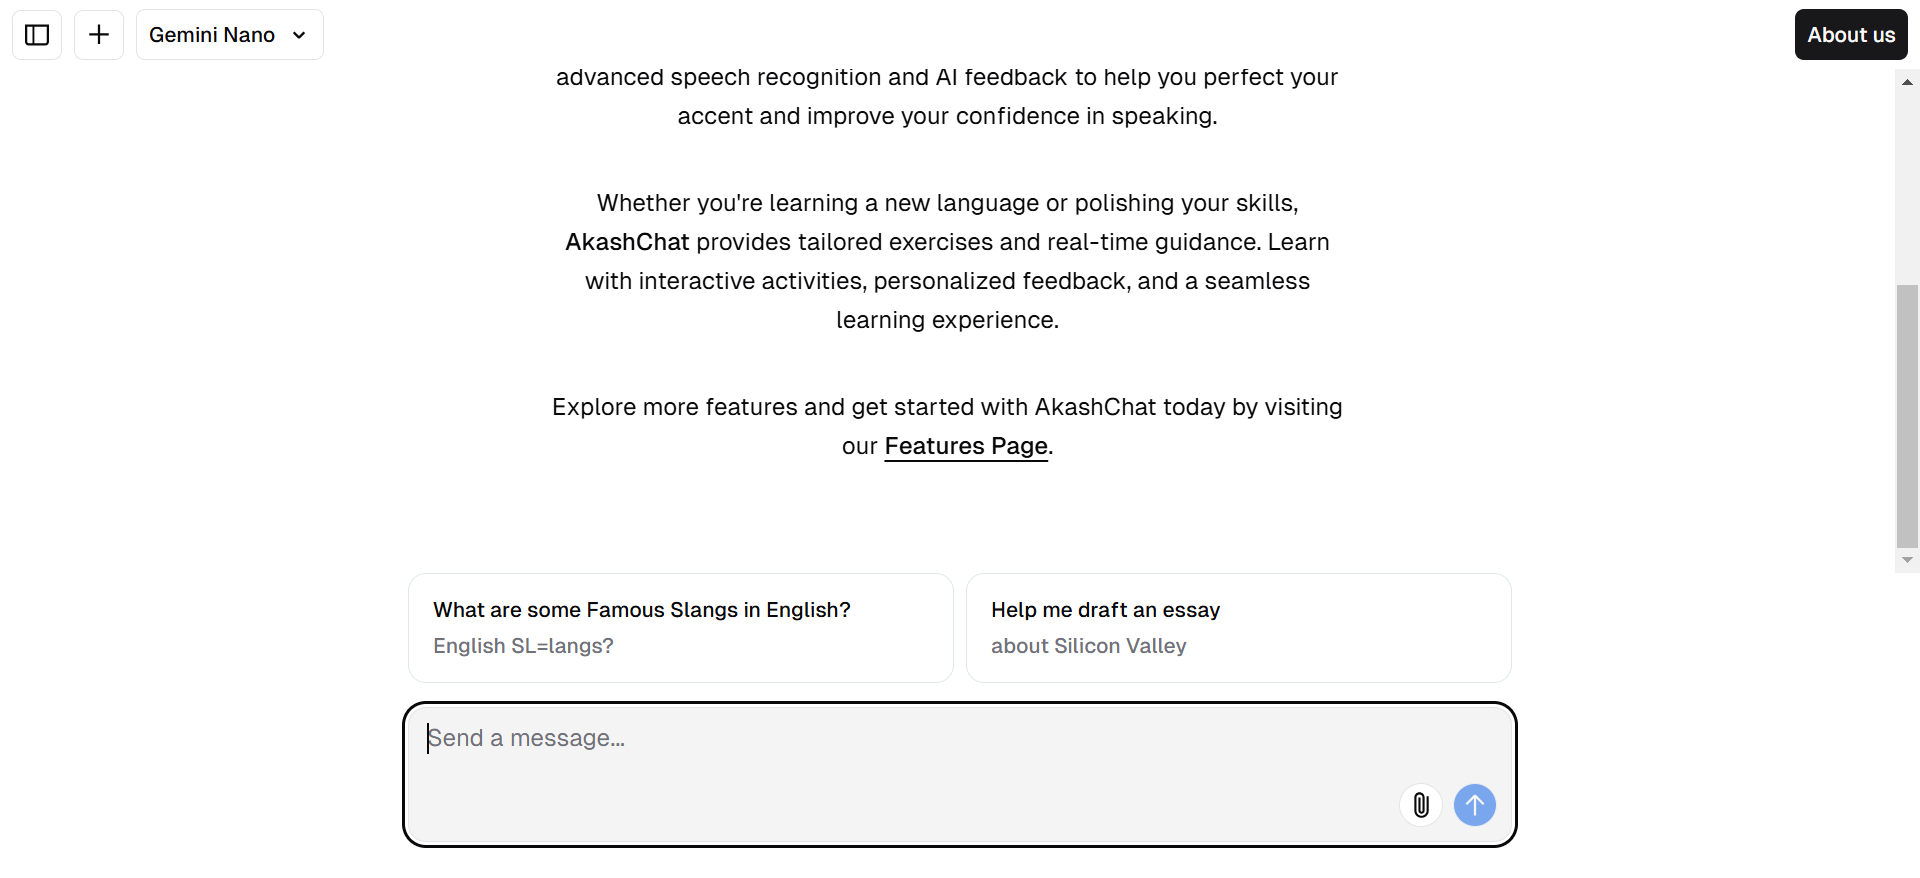 Gemini Nano
About us
advanced speech recognition and AI feedback to help you perfect your
accent and improve your confidence in speaking.
Whether you're learning a new language or polishing your skills,
AkashChat provides tailored exercises and real-time guidance. Learn
with interactive activities, personalized feedback, and a seamless
learning experience.
Explore more features and get started with AkashChat today by visiting
our Features Page.
What are some Famous Slangs in English?
English SL=langs?
Help me draft an essay
about Silicon Valley
Send a message...